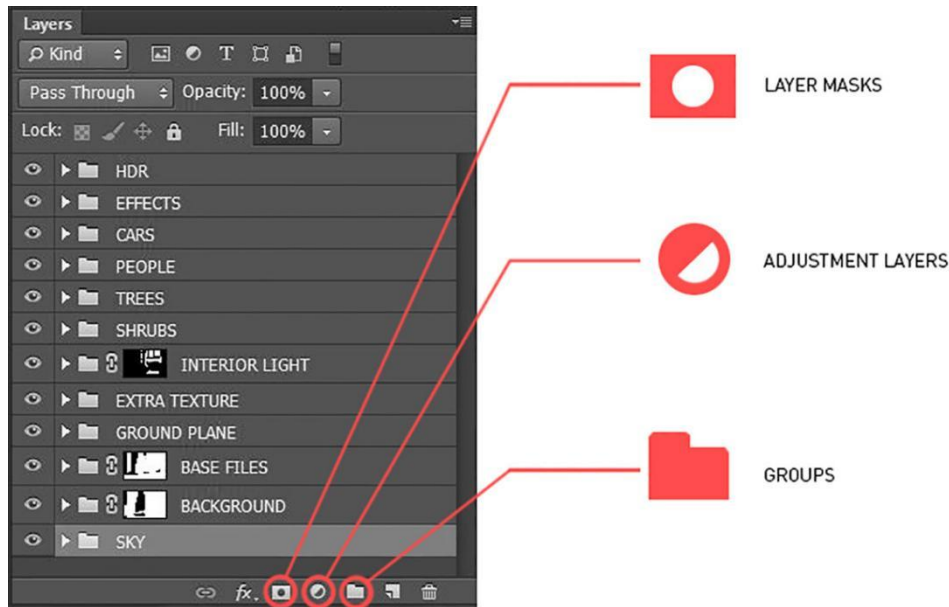 Layers
Kind
T
Pass Through Opacity: 100%
Lock: Fill: 100%
HDR
EFFECTS
CARS
PEOPLE
TREES
SHRUBS
INTERIOR LIGHT
EXTRA TEXTURE
GROUND PLANE
BASE FILES
BACKGROUND
SKY
fx.
LAYER MASKS
ADJUSTMENT LAYERS
GROUPS